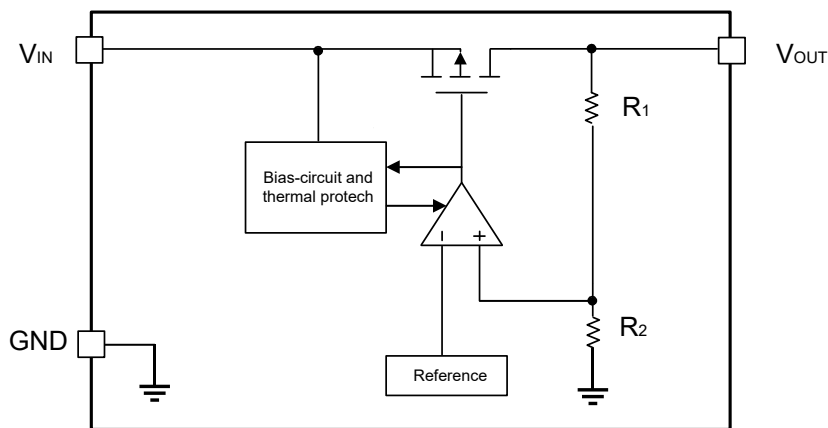 VIN
VOUT
R1
Bias-circuit and
thermal protech
- +
R2
GND
Reference